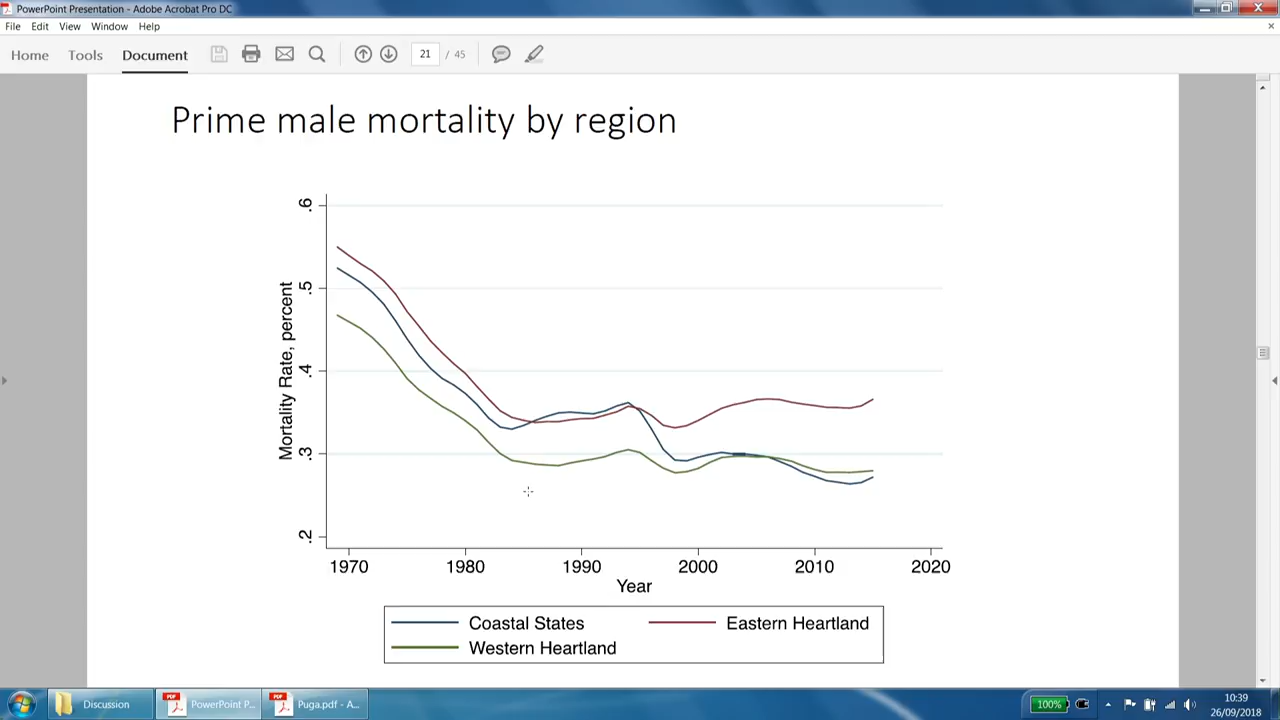 PowerPoint Presentation - Adobe Acrobat Pro DC
File Edit View Window Help
Home Tools Document 21 / 45
Prime male mortality by region
.6
.5
.4
.3
.2
Mortality Rate, percent
1970 1980 1990 2000 2010 2020
Year
Coastal States Eastern Heartland
Western Heartland
Discussion PowerPoint P... Puga.pdf - A... 100% 10:39
26/09/2018